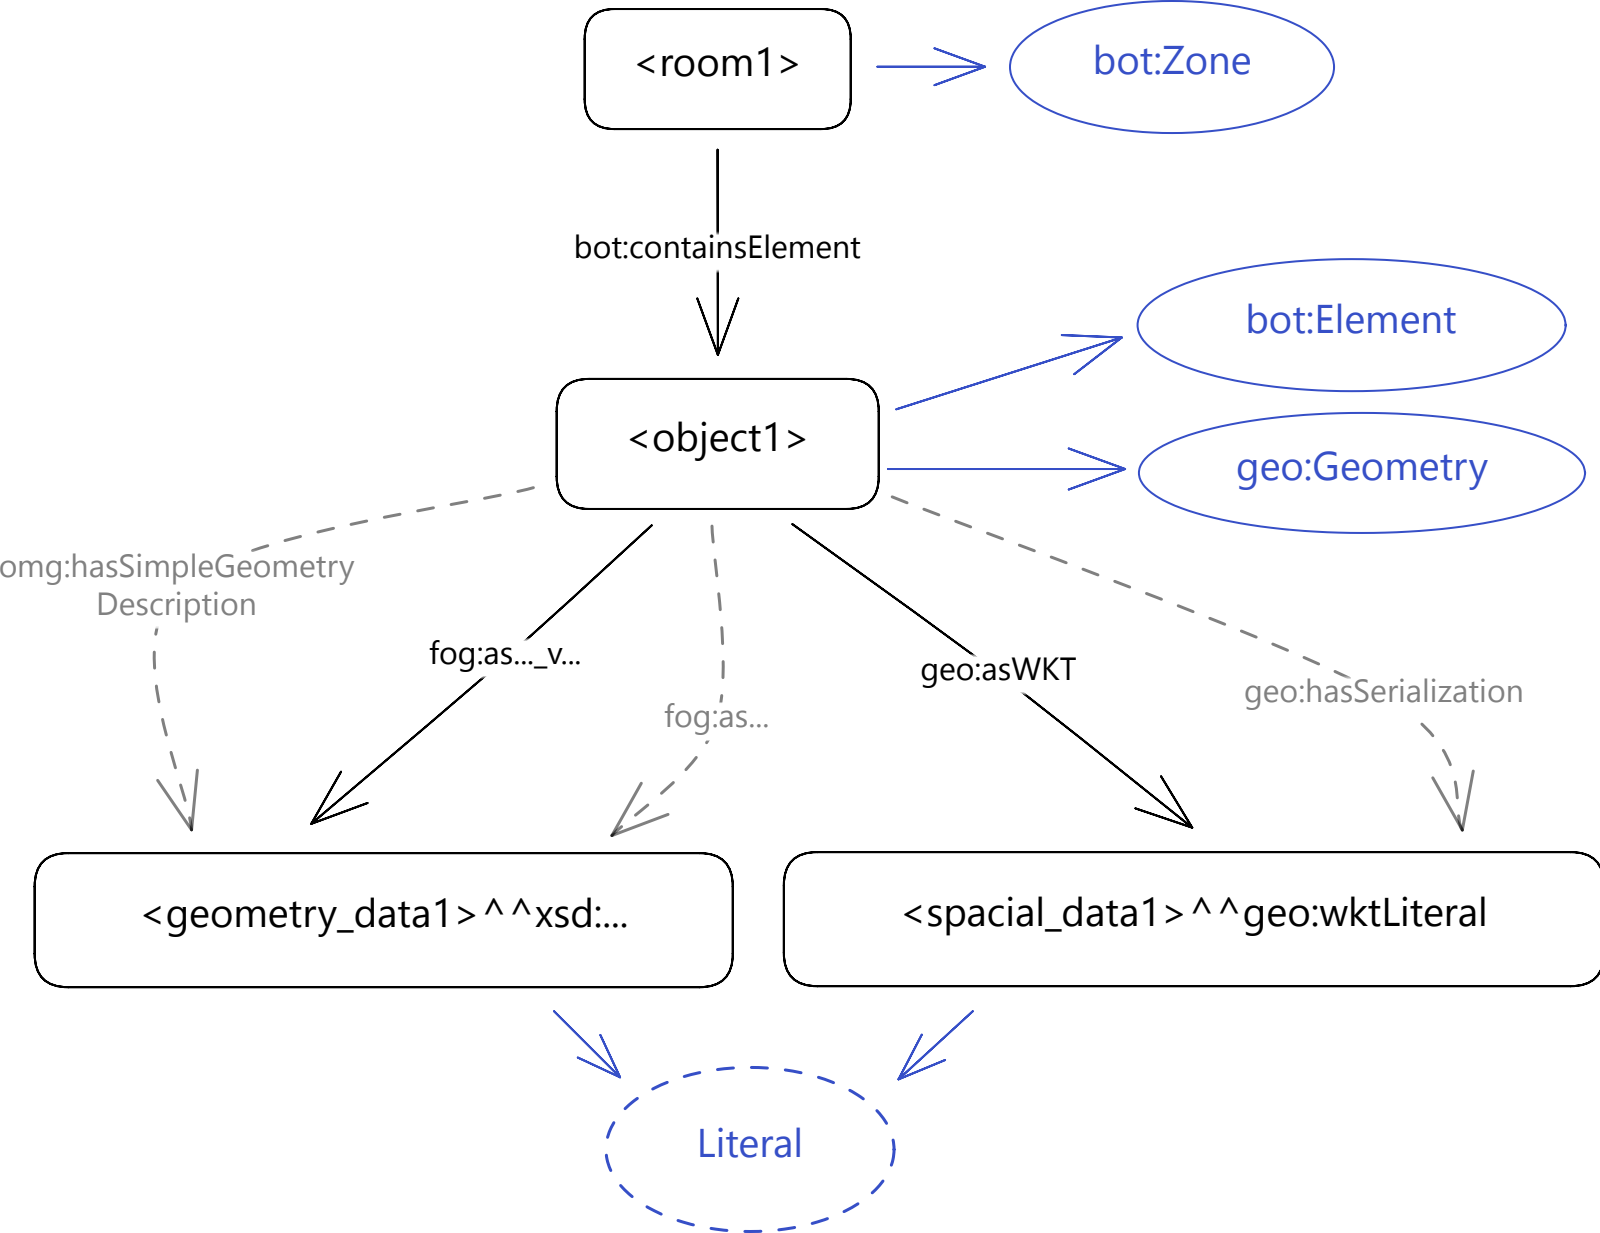 <room1>
bot:Zone
bot:containsElement
bot:Element
<object1>
geo:Geometry
omg:hasSimpleGeometry
Description
fog:as..._v...
geo:asWKT
geo:hasSerialization
fog:as...
<geometry_data1>^^xsd:...
<spacial_data1>^^geo:wktLiteral
Literal